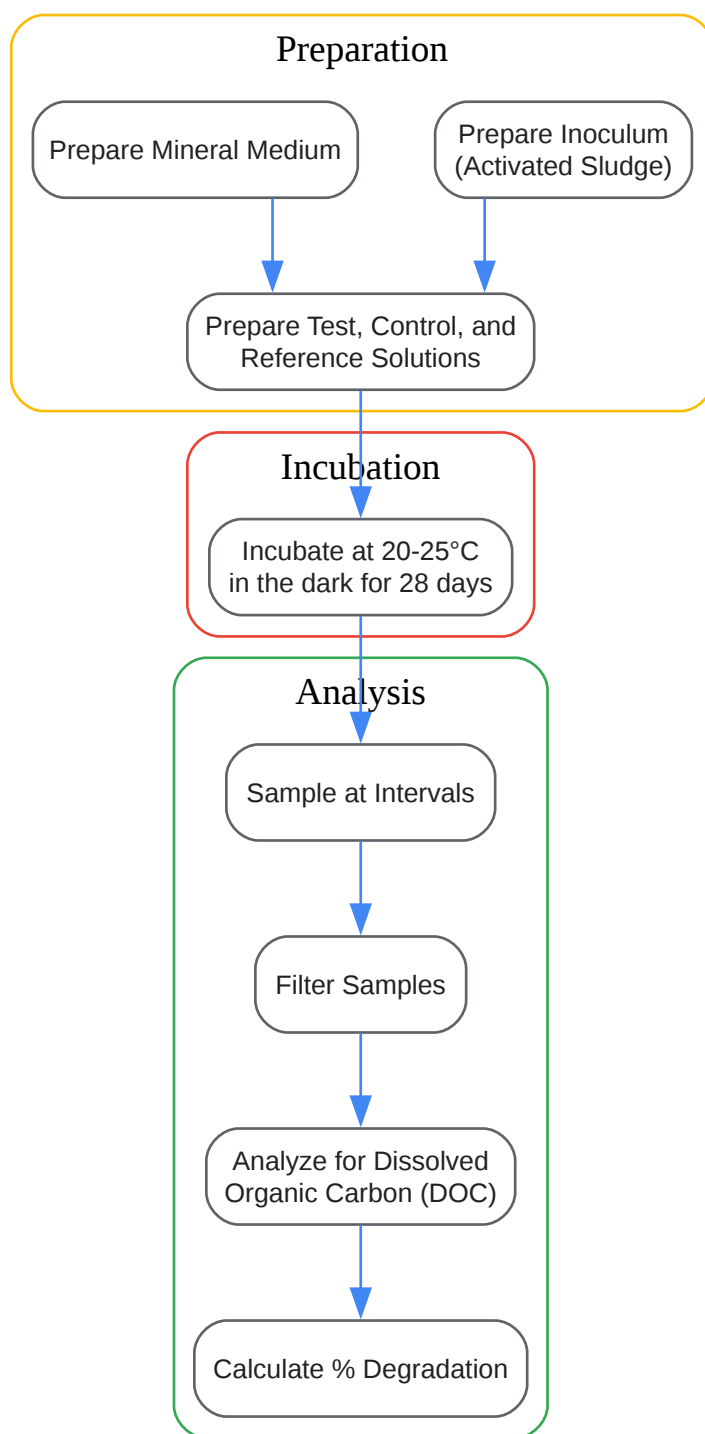 Preparation
Prepare Mineral Medium
Prepare Inoculum
(Activated Sludge)
Prepare Test, Control, and
Reference Solutions
Incubation
Incubate at 20-25°C
in the dark for 28 days
Analysis
Sample at Intervals
Filter Samples
Analyze for Dissolved
Organic Carbon (DOC)
Calculate % Degradation